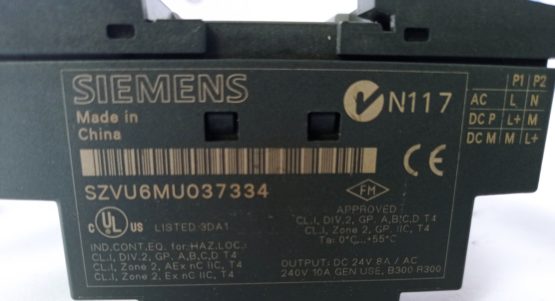 SIEMENS
Made in
China
SZVU6MU037334
N117
P1 P2
AC L N
DC P L+ M
DC M M L+
CE
c UL US LISTED 3DA1
IND.CONT.EQ. for HAZ.LOC.:
CL.I, DIV.2, GP. A,B,C,D T4
CL.I, Zone 2, AEx nC IIC, T4
CL.I, Zone 2, Ex nC IIC, T4
FM
APPROVED
CL.I, DIV.2, GP. A,B,C,D T4
CL.I, Zone 2, GP. IIC, T4
Ta: 0°C...+55°C
OUTPUT: DC 24V 8A / AC
240V 10A GEN USE, B300 R300